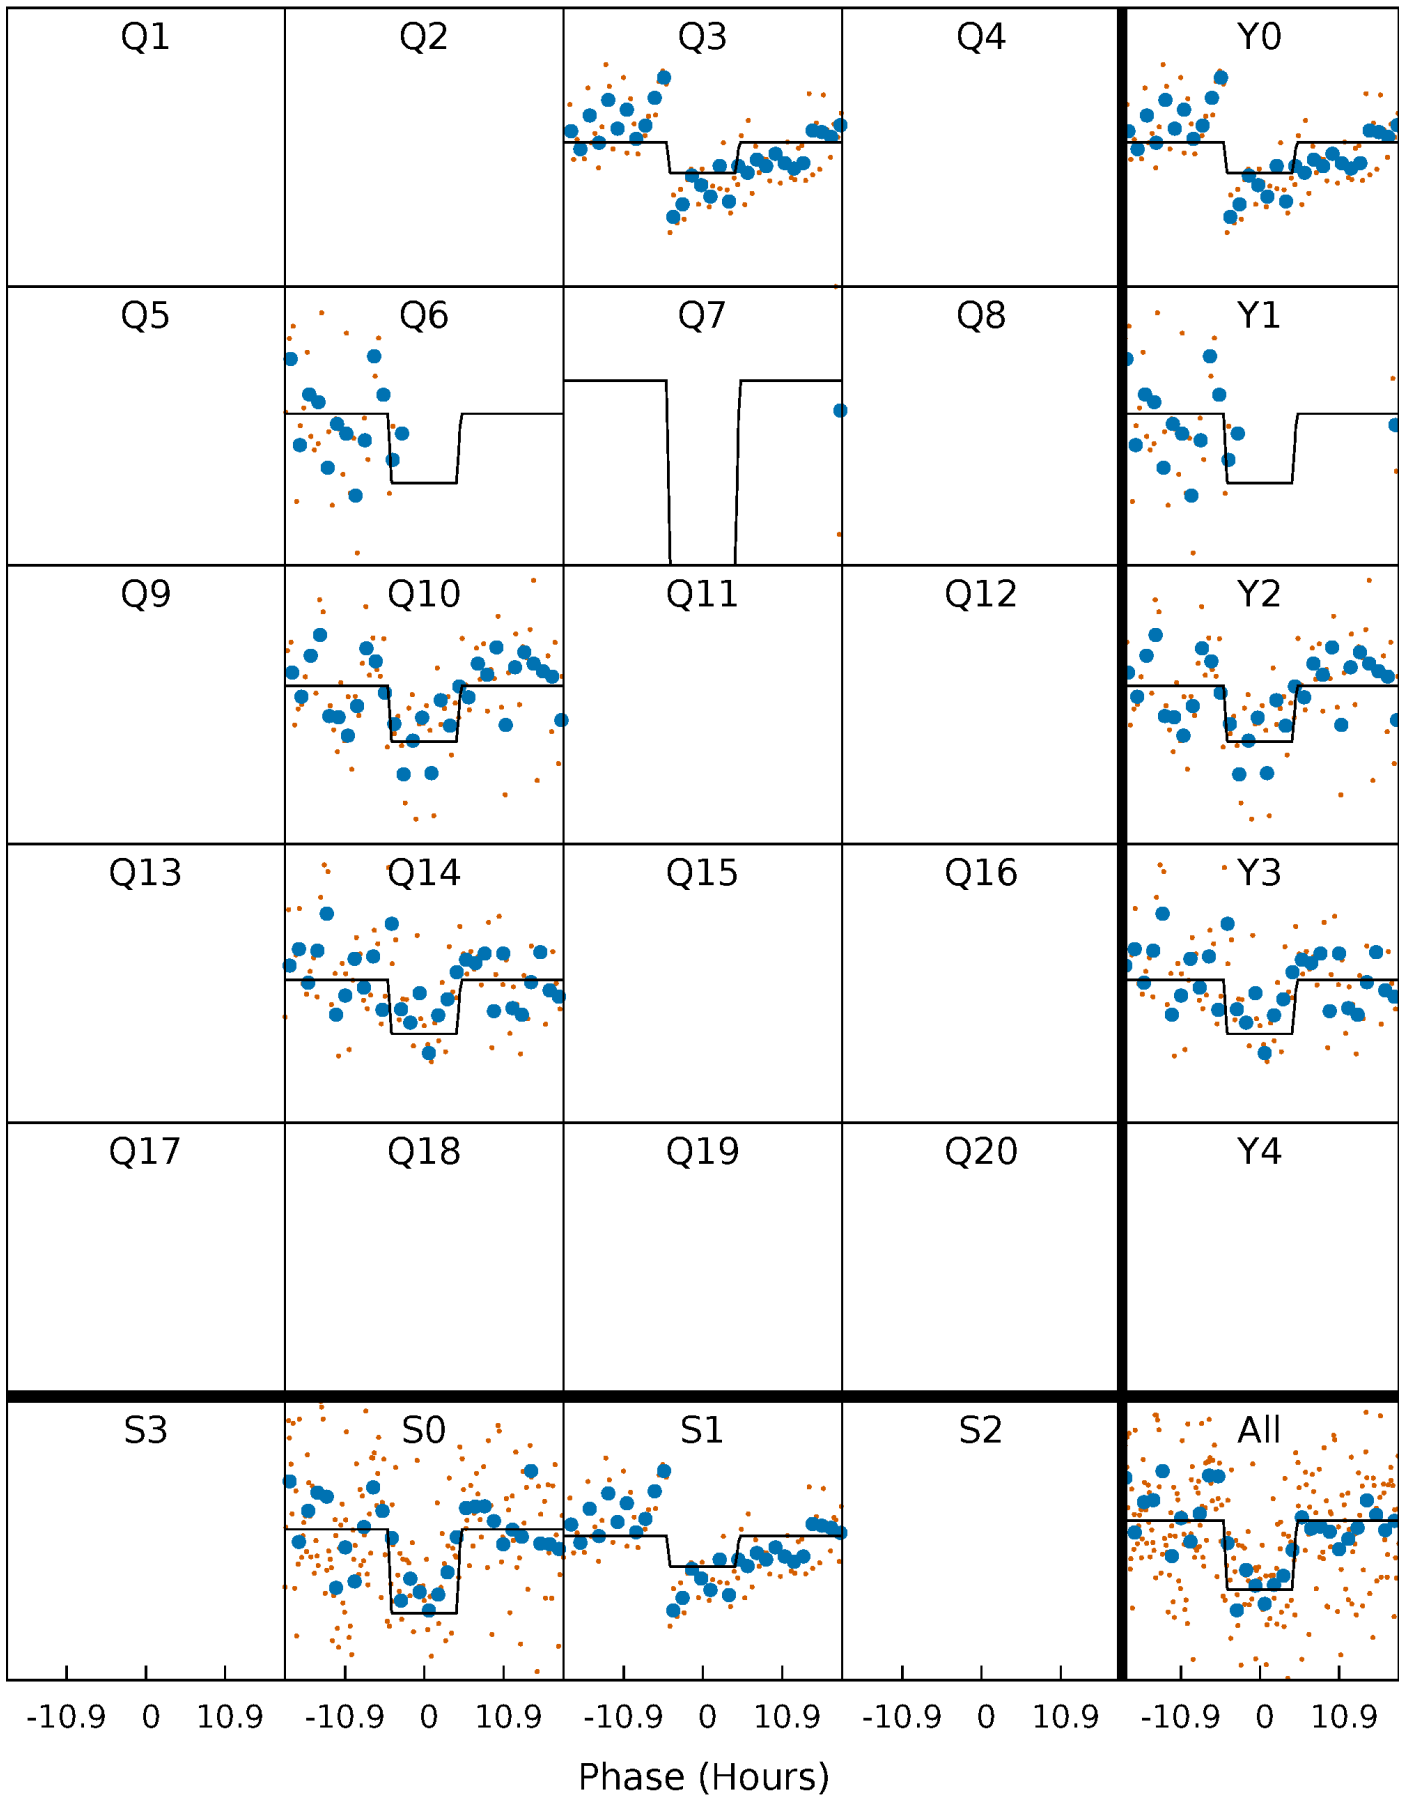 Q1 Q2 Q3 Q4 Y0
Q5 Q6 Q7 Q8 Y1
Q9 Q10 Q11 Q12 Y2
Q13 Q14 Q15 Q16 Y3
Q17 Q18 Q19 Q20 Y4
S3 S0 S1 S2 All
-10.9 0 10.9 -10.9 0 10.9 -10.9 0 10.9 -10.9 0 10.9 -10.9 0 10.9
Phase (Hours)